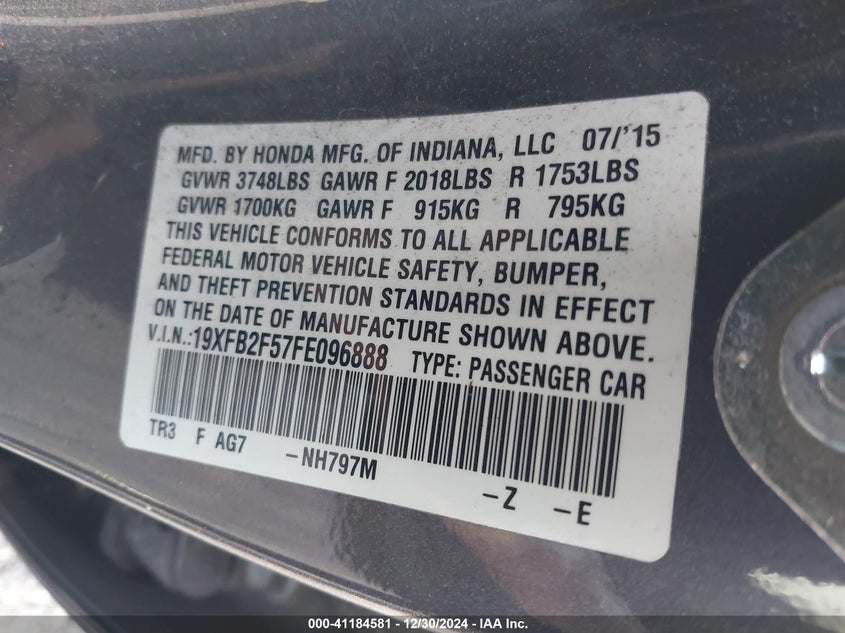 MFD. BY HONDA MFG. OF INDIANA, LLC 07/'15
GVWR 3748LBS GAWR F 2018LBS R 1753LBS
GVWR 1700KG GAWR F 915KG R 795KG
THIS VEHICLE CONFORMS TO ALL APPLICABLE
FEDERAL MOTOR VEHICLE SAFETY, BUMPER,
AND THEFT PREVENTION STANDARDS IN EFFECT
ON THE DATE OF MANUFACTURE SHOWN ABOVE.
V.I.N.:19XFB2F57FE096888 TYPE: PASSENGER CAR
TR3 F AG7 -NH797M -Z -E
000-41184581 - 12/30/2024 - IAA Inc.